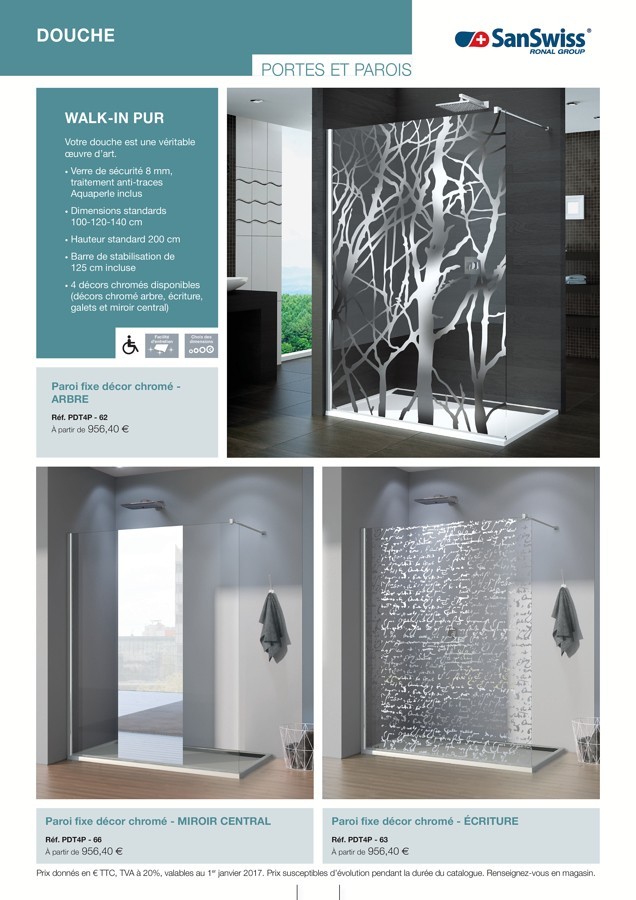 DOUCHE
SanSwiss®
RONAL GROUP
PORTES ET PAROIS
WALK-IN PUR
Votre douche est une véritable
œuvre d'art.
• Verre de sécurité 8 mm,
traitement anti-traces
Aquaperle inclus
• Dimensions standards
100-120-140 cm
• Hauteur standard 200 cm
• Barre de stabilisation de
125 cm incluse
• 4 décors chromés disponibles
(décors chromé arbre, écriture,
galets et miroir central)
Facilité
d'entretien
Choix des
dimensions
Paroi fixe décor chromé -
ARBRE
Réf. PDT4P - 62
À partir de 956,40 €
Paroi fixe décor chromé - MIROIR CENTRAL
Réf. PDT4P - 66
À partir de 956,40 €
Paroi fixe décor chromé - ÉCRITURE
Réf. PDT4P - 63
À partir de 956,40 €
Prix donnés en € TTC, TVA à 20%, valables au 1er janvier 2017. Prix susceptibles d'évolution pendant la durée du catalogue. Renseignez-vous en magasin.